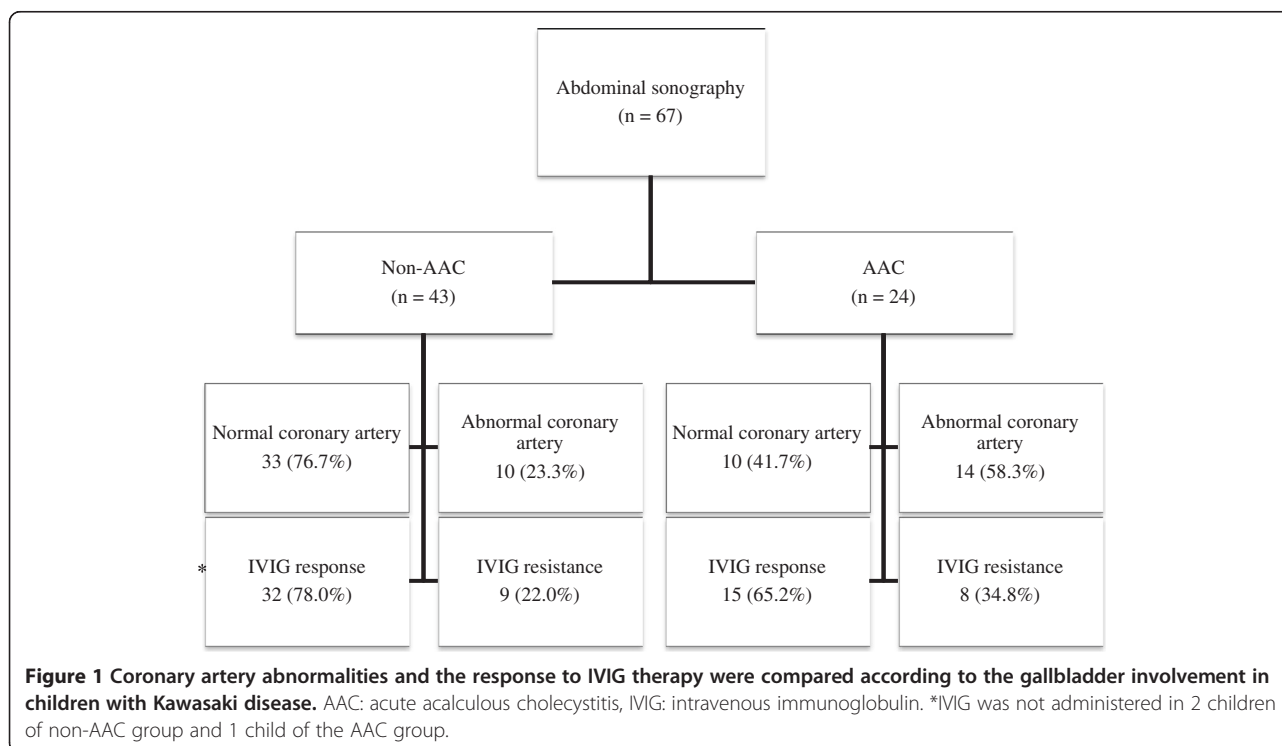 Abdominal sonography
(n = 67)
Non-AAC
(n = 43)
AAC
(n = 24)
Normal coronary artery
33 (76.7%)
Abnormal coronary
artery
10 (23.3%)
Normal coronary artery
10 (41.7%)
Abnormal coronary
artery
14 (58.3%)
*
IVIG response
32 (78.0%)
IVIG resistance
9 (22.0%)
IVIG response
15 (65.2%)
IVIG resistance
8 (34.8%)
Figure 1 Coronary artery abnormalities and the response to IVIG therapy were compared according to the gallbladder involvement in
children with Kawasaki disease. AAC: acute acalculous cholecystitis, IVIG: intravenous immunoglobulin. *IVIG was not administered in 2 children
of non-AAC group and 1 child of the AAC group.